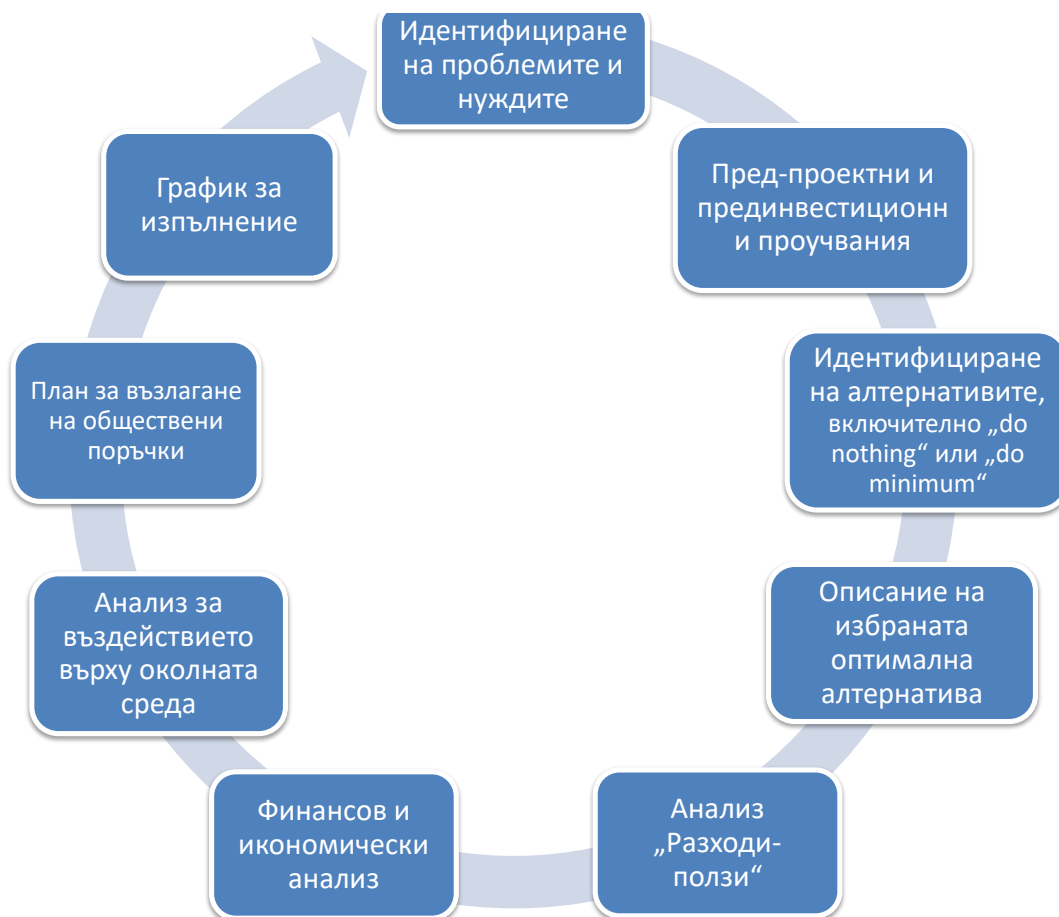 Идентифициране
на проблемите и
нуждите
Пред-проектни и
прединвестиционн
и проучвания
Идентифициране
на алтернативите,
включително „do
nothing“ или „do
minimum“
Описание на
избраната
оптимална
алтернатива
Анализ
„Разходи-
ползи“
Финансов и
икономически
анализ
Анализ за
въздействието
върху околната
среда
План за възлагане
на обществени
поръчки
График за
изпълнение